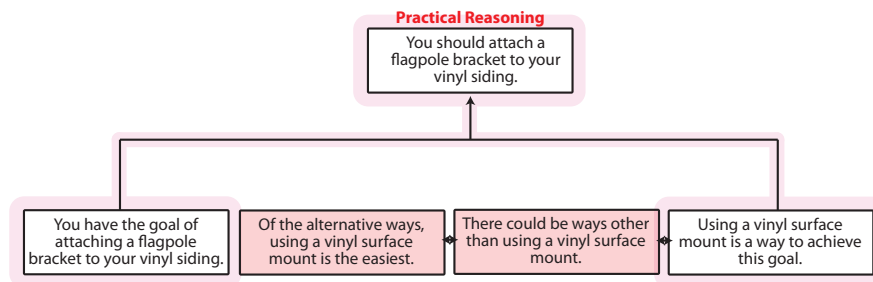 Practical Reasoning
You should attach a
flagpole bracket to your
vinyl siding.
You have the goal of
attaching a flagpole
bracket to your vinyl siding.
Of the alternative ways,
using a vinyl surface
mount is the easiest.
There could be ways other
than using a vinyl surface
mount.
Using a vinyl surface
mount is a way to achieve
this goal.